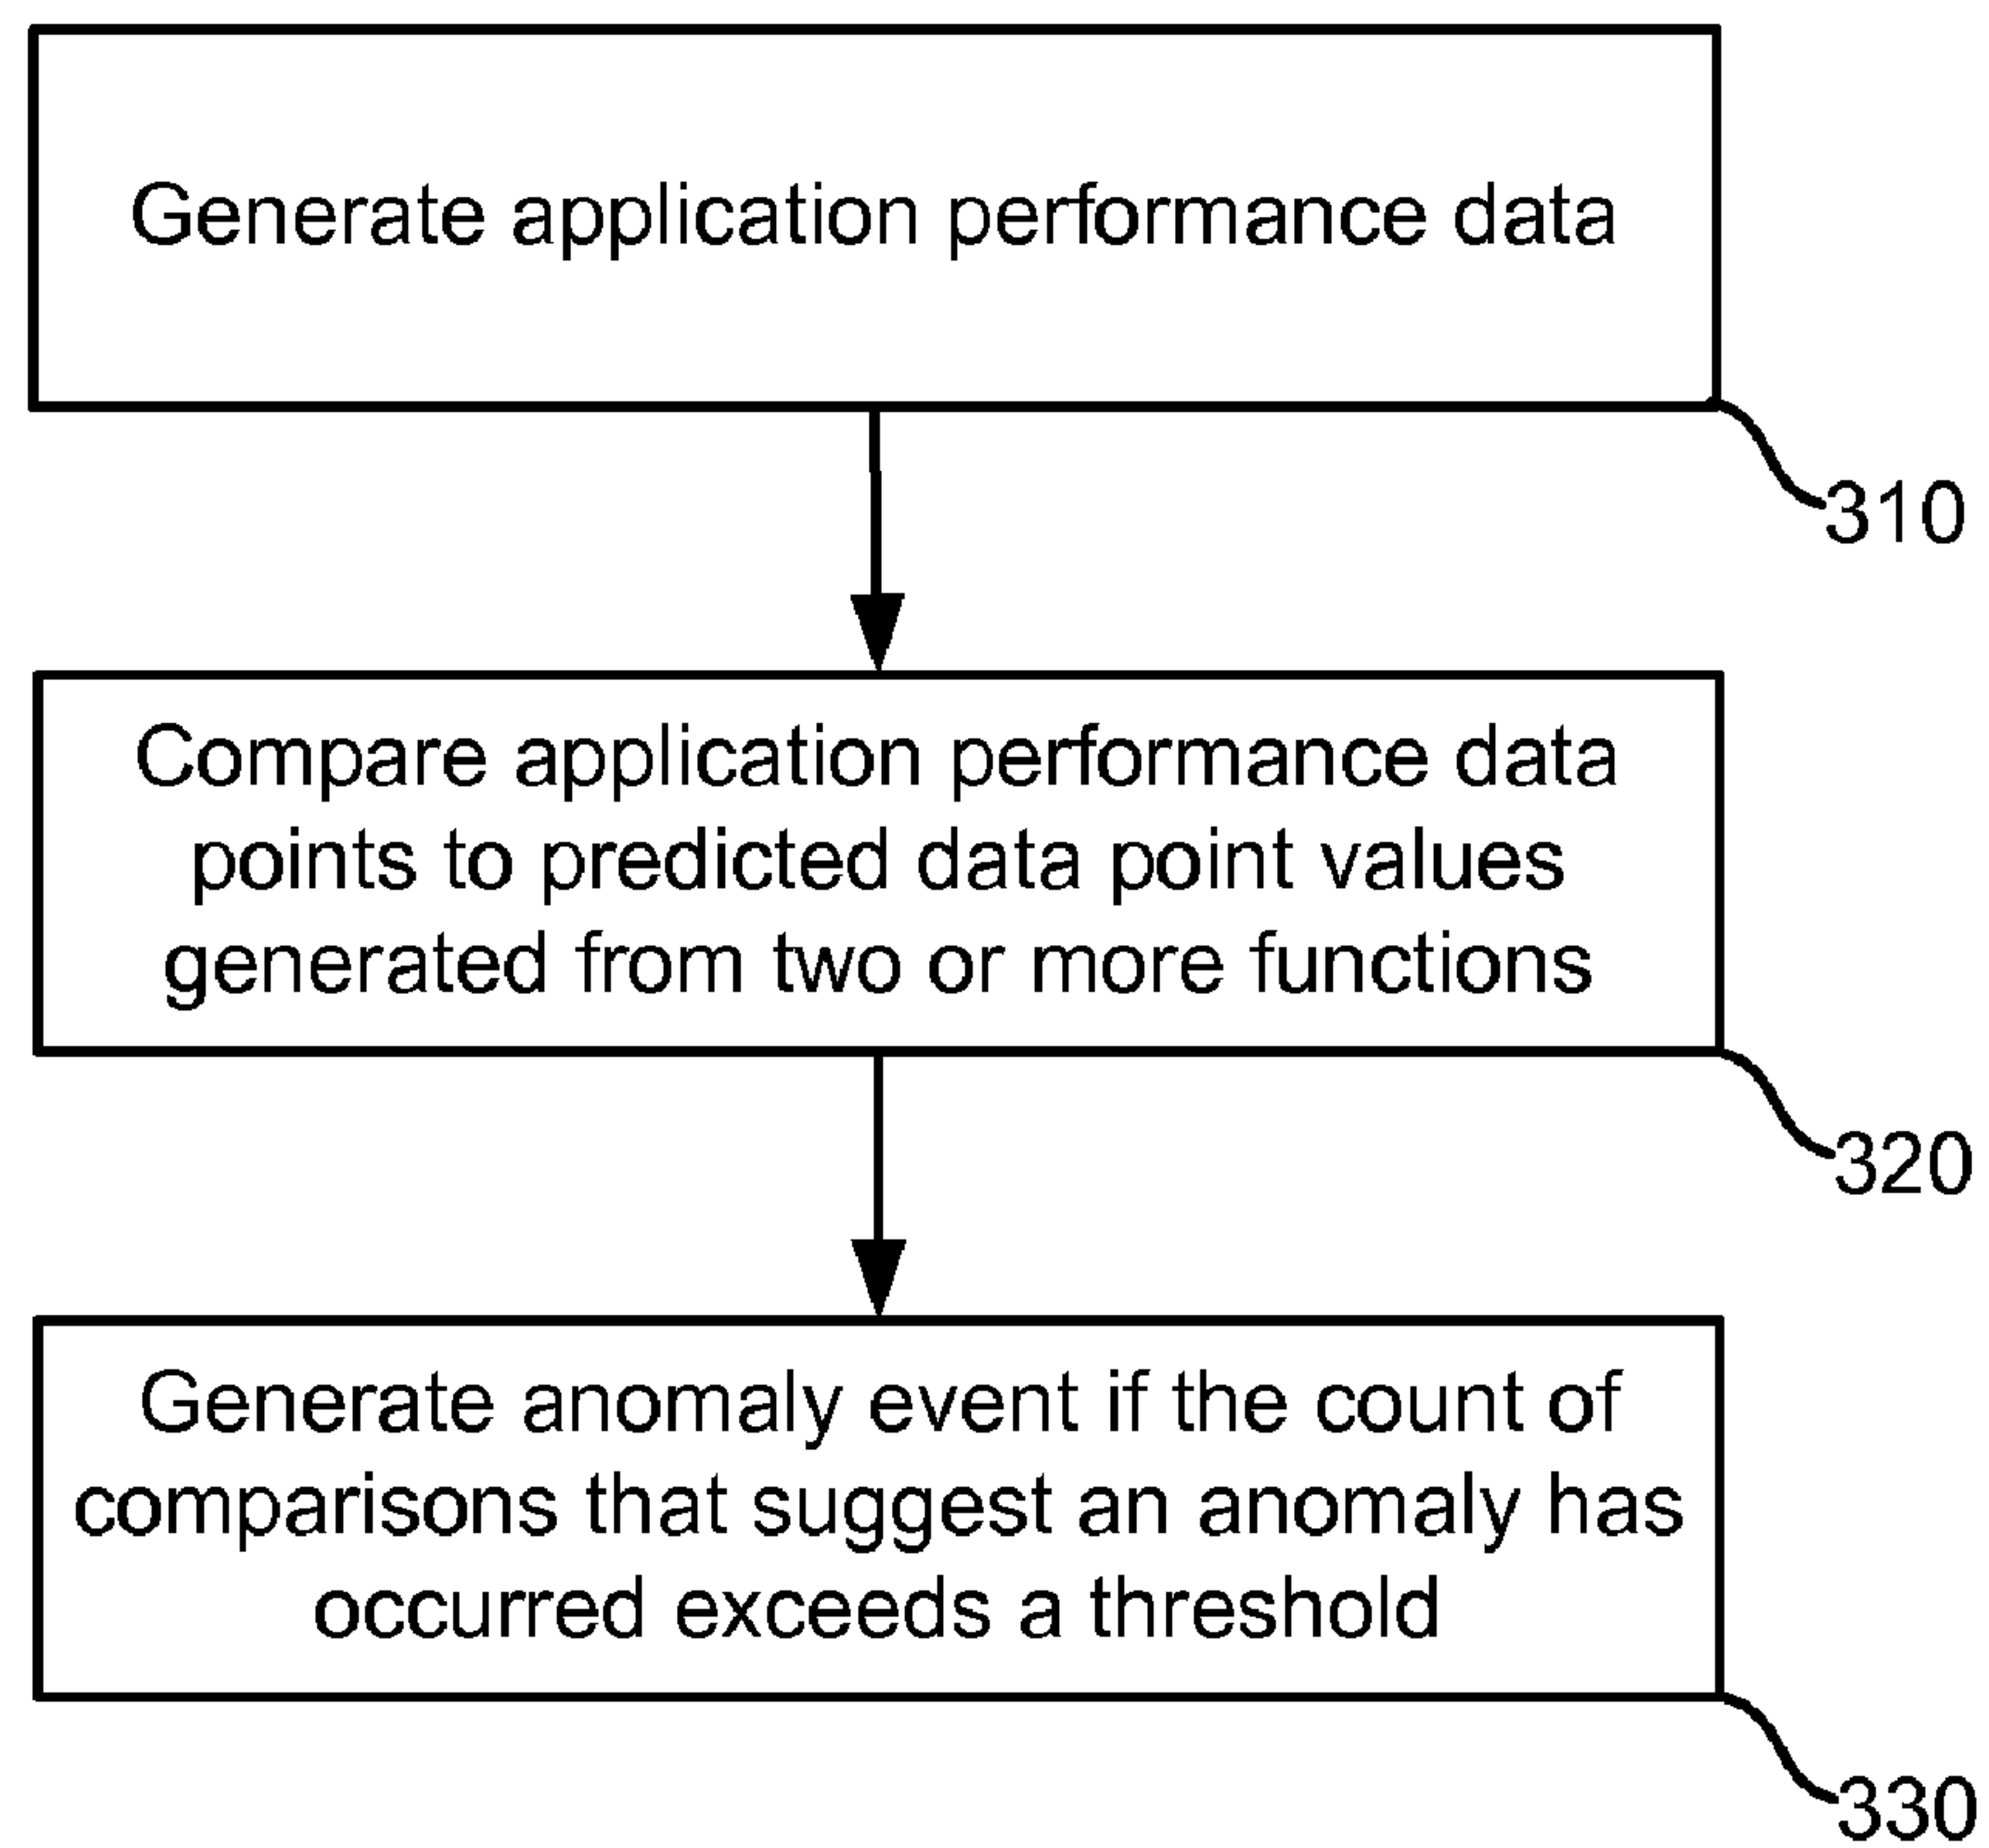 Generate application performance data
310
Compare application performance data
points to predicted data point values
generated from two or more functions
320
Generate anomaly event if the count of
comparisons that suggest an anomaly has
occurred exceeds a threshold
330